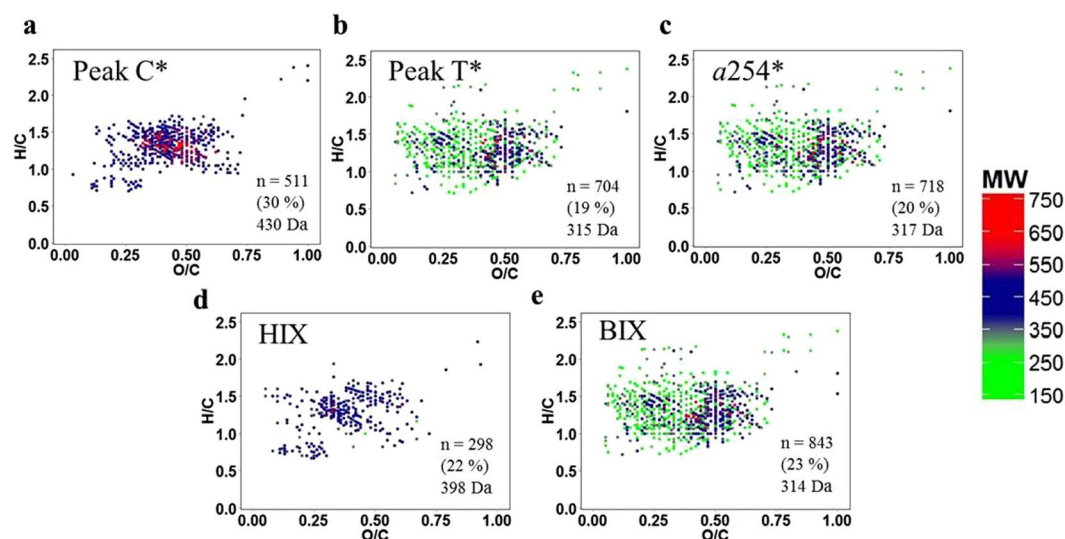 a
Peak C*
2.5
2.0
1.5
1.0
0.5
0.0
H/C
n = 511
(30 %)
430 Da
0.00 0.25 0.50 0.75 1.00
O/C
b
Peak T*
2.5
2.0
1.5
1.0
0.5
0.0
H/C
n = 704
(19 %)
315 Da
0.00 0.25 0.50 0.75 1.00
O/C
c
a254*
2.5
2.0
1.5
1.0
0.5
0.0
H/C
n = 718
(20 %)
317 Da
0.00 0.25 0.50 0.75 1.00
O/C
MW
750
650
550
450
350
250
150
d
HIX
2.5
2.0
1.5
1.0
0.5
0.0
H/C
n = 298
(22 %)
398 Da
0.00 0.25 0.50 0.75 1.00
O/C
e
BIX
2.5
2.0
1.5
1.0
0.5
0.0
H/C
n = 843
(23 %)
314 Da
0.00 0.25 0.50 0.75 1.00
O/C